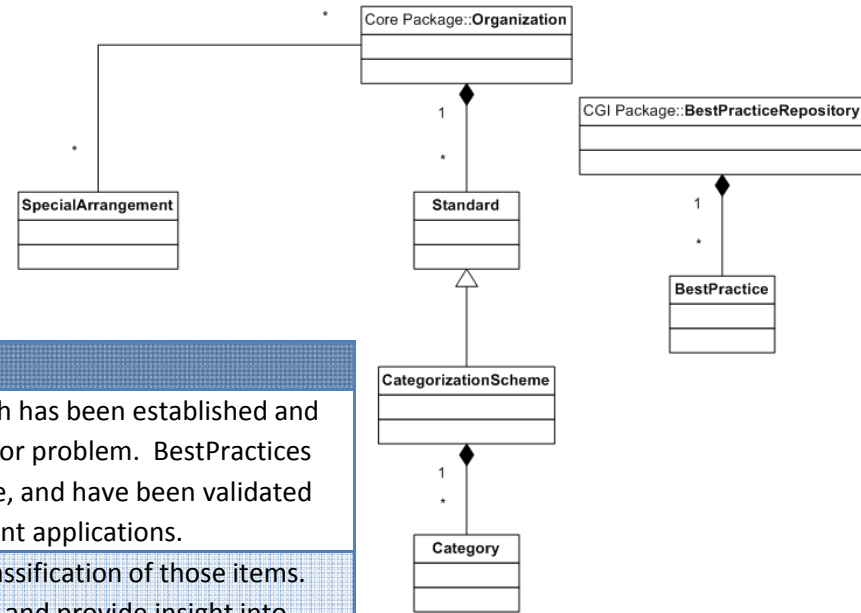 *
Core Package::Organization
1
*
*
CGI Package::BestPracticeRepository
1
*
SpecialArrangement
Standard
BestPractice
CategorizationScheme
1
*
Category
h has been established and
or problem. BestPractices
e, and have been validated
nt applications.
assification of those items.
and provide insight into